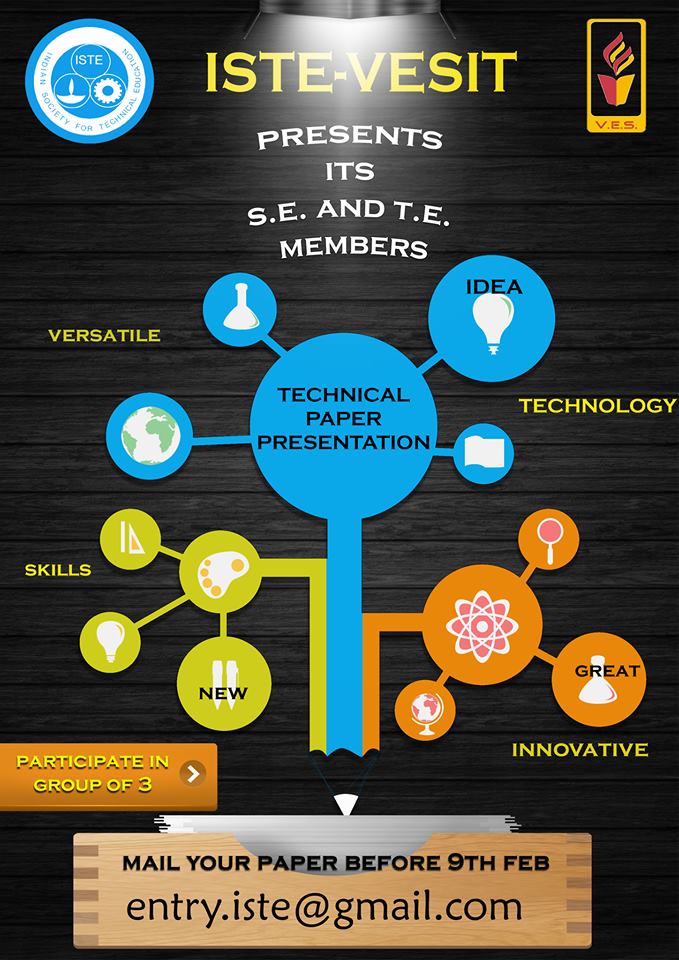 ISTE
INDIAN SOCIETY FOR TECHNICAL EDUCATION
ISTE-VESIT
V.E.S.
PRESENTS
ITS
S.E. AND T.E.
MEMBERS
IDEA
VERSATILE
TECHNICAL
PAPER
PRESENTATION
TECHNOLOGY
SKILLS
NEW
GREAT
INNOVATIVE
PARTICIPATE IN
GROUP OF 3
MAIL YOUR PAPER BEFORE 9TH FEB
entry.iste@gmail.com